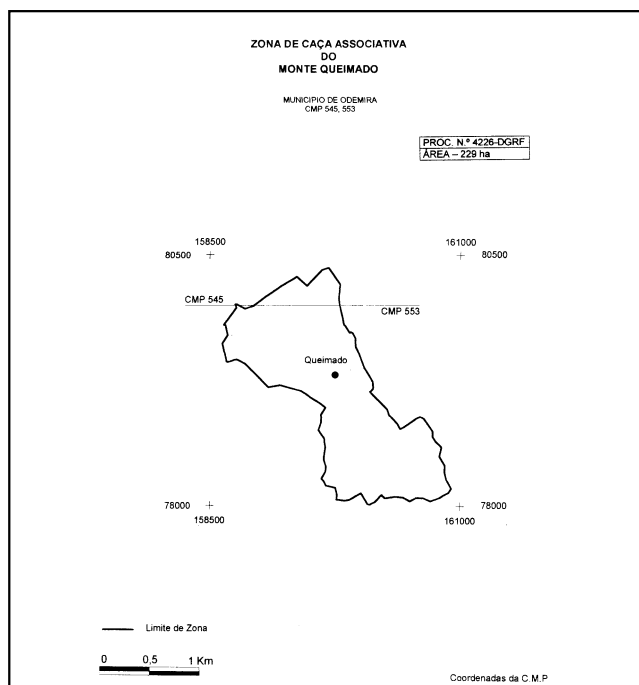 ZONA DE CAÇA ASSOCIATIVA
DO
MONTE QUEIMADO
MUNICIPIO DE ODEMIRA
CMP 545, 553
PROC. N.º 4226-DGRF
ÁREA – 229 ha
158500
161000
80500
80500
CMP 545
CMP 553
Queimado
78000
78000
158500
161000
Limite de Zona
0 0,5 1 Km
Coordenadas da C.M.P